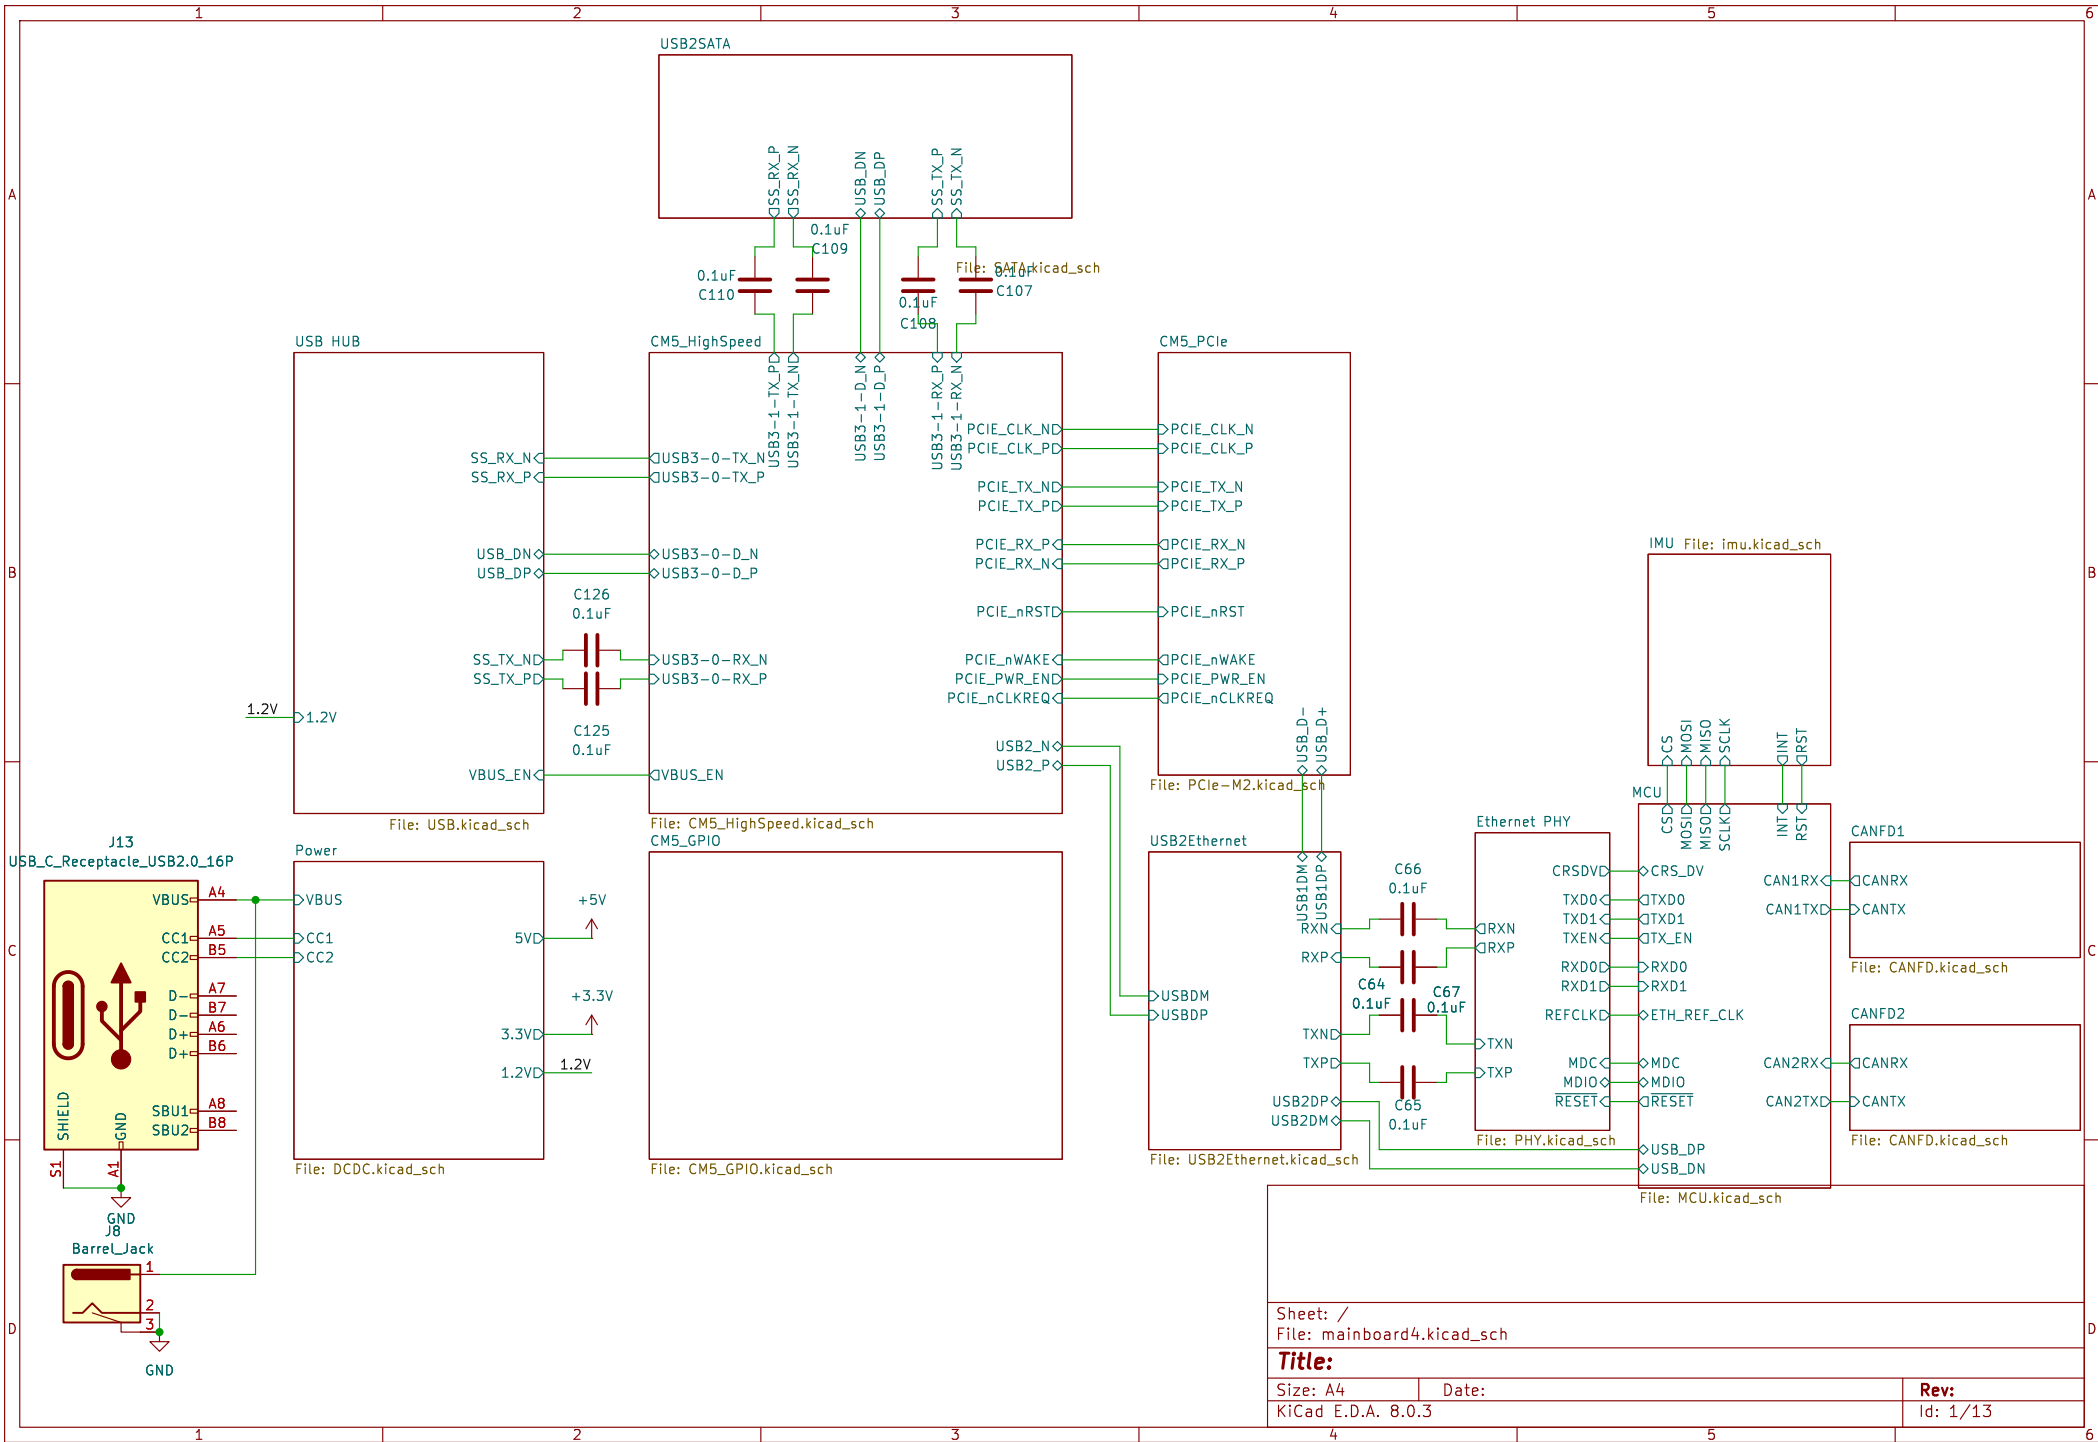 1 2 3 4 5 6
A
B
C
D
A
B
C
D
1 2 3 4 5 6
USB2SATA
SS_RX_P
SS_RX_N
USB_DN
USB_DP
SS_TX_P
SS_TX_N
File: SATA.kicad_sch
0.1uF
C109
0.1uF
C110
0.1uF
C108
0.1uF
C107
USB HUB
SS_RX_N
SS_RX_P
USB_DN
USB_DP
SS_TX_N
SS_TX_P
1.2V
1.2V
VBUS_EN
File: USB.kicad_sch
C126
0.1uF
C125
0.1uF
CM5_HighSpeed
USB3-1-TX_P
USB3-1-TX_N
USB3-1-D_N
USB3-1-D_P
USB3-1-RX_P
USB3-1-RX_N
USB3-0-TX_N
USB3-0-TX_P
USB3-0-D_N
USB3-0-D_P
USB3-0-RX_N
USB3-0-RX_P
VBUS_EN
PCIE_CLK_N
PCIE_CLK_P
PCIE_TX_N
PCIE_TX_P
PCIE_RX_P
PCIE_RX_N
PCIE_nRST
PCIE_nWAKE
PCIE_PWR_EN
PCIE_nCLKREQ
USB2_N
USB2_P
File: CM5_HighSpeed.kicad_sch
CM5_PCIe
PCIE_CLK_N
PCIE_CLK_P
PCIE_TX_N
PCIE_TX_P
PCIE_RX_N
PCIE_RX_P
PCIE_nRST
PCIE_nWAKE
PCIE_PWR_EN
PCIE_nCLKREQ
USB_D-
USB_D+
File: PCIe-M2.kicad_sch
IMU
File: imu.kicad_sch
CS
MOSI
MISO
SCLK
INT
RST
J13
USB_C_Receptacle_USB2.0_16P
VBUS
A4
CC1
A5
CC2
B5
D-
A7
D-
B7
D+
A6
D+
B6
SBU1
A8
SBU2
B8
SHIELD
GND
S1
A1
GND
J8
Barrel_Jack
1
2
3
GND
Power
VBUS
CC1
CC2
5V
3.3V
1.2V
+5V
+3.3V
1.2V
File: DCDC.kicad_sch
CM5_GPIO
File: CM5_GPIO.kicad_sch
USB2Ethernet
USB1DM
USB1DP
RXN
RXP
USBDM
USBDP
TXN
TXP
USB2DP
USB2DM
File: USB2Ethernet.kicad_sch
C66
0.1uF
C64
0.1uF
C67
0.1uF
C65
0.1uF
Ethernet PHY
CRSDV
TXD0
TXD1
TXEN
RXD0
RXD1
REFCLK
MDC
MDIO
RESET
RXN
RXP
TXN
TXP
File: PHY.kicad_sch
MCU
CS
MOSI
MISO
SCLK
INT
RST
CRS_DV
TXD0
TXD1
TX_EN
RXD0
RXD1
ETH_REF_CLK
MDC
MDIO
RESET
USB_DP
USB_DN
CAN1RX
CAN1TX
CAN2RX
CAN2TX
File: MCU.kicad_sch
CANFD1
CANRX
CANTX
File: CANFD.kicad_sch
CANFD2
CANRX
CANTX
File: CANFD.kicad_sch
Sheet: /
File: mainboard4.kicad_sch
Title:
Size: A4 Date: Rev:
KiCad E.D.A. 8.0.3 Id: 1/13